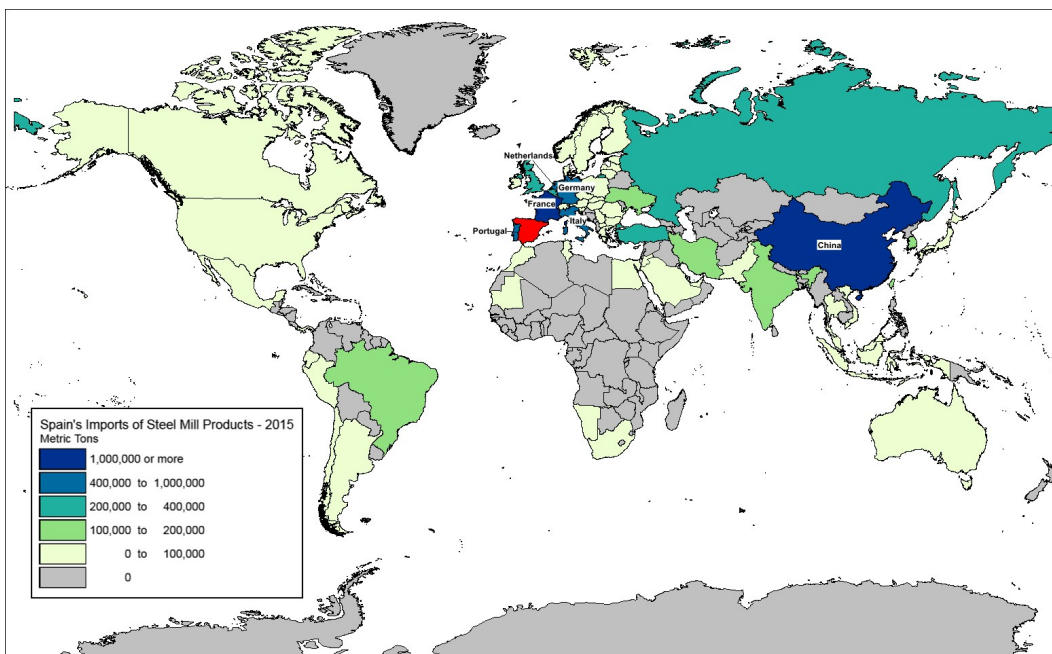 Netherlands
Germany
France
Italy
Portugal
China
Spain's Imports of Steel Mill Products - 2015
Metric Tons
1,000,000 or more
400,000 to 1,000,000
200,000 to 400,000
100,000 to 200,000
0 to 100,000
0